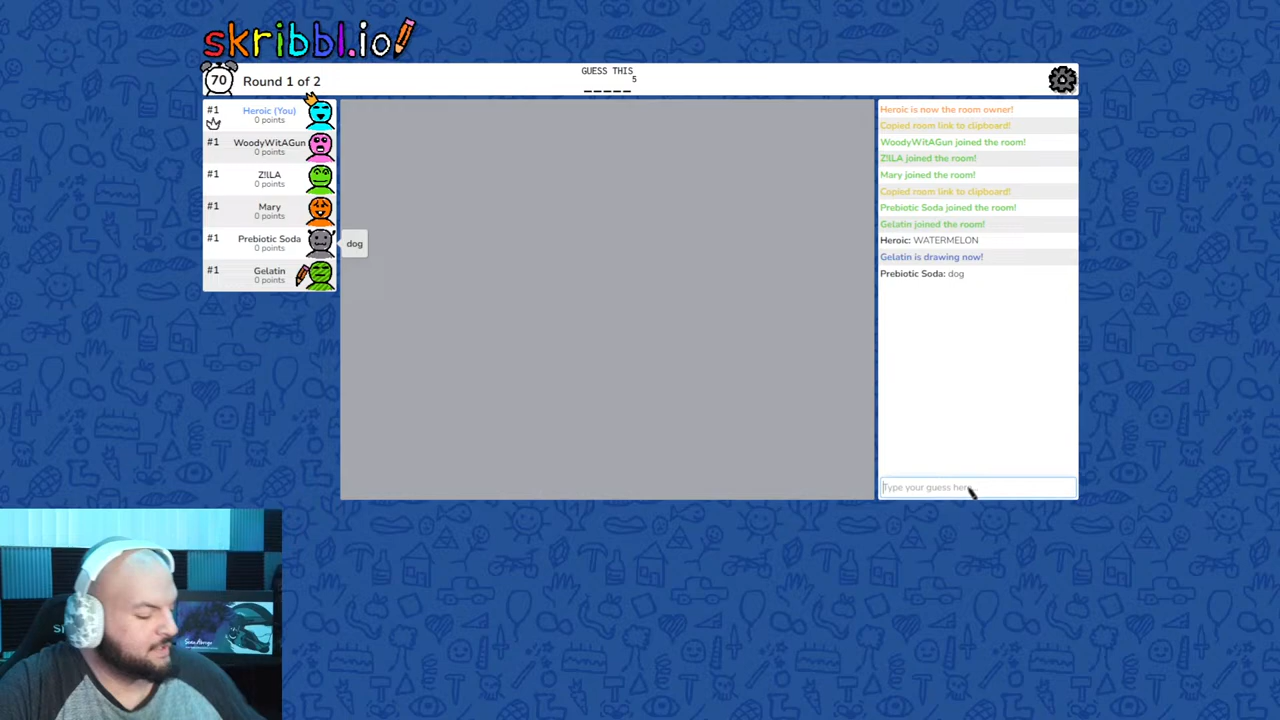 skribbl.io
70
Round 1 of 2
GUESS THIS
_____ 5
#1
Heroic (You)
0 points
#1
WoodyWitAGun
0 points
#1
Z!LLA
0 points
#1
Mary
0 points
#1
Prebiotic Soda
0 points
dog
#1
Gelatin
0 points
Heroic is now the room owner!
Copied room link to clipboard!
WoodyWitAGun joined the room!
Z!LLA joined the room!
Mary joined the room!
Copied room link to clipboard!
Prebiotic Soda joined the room!
Gelatin joined the room!
Heroic: WATERMELON
Gelatin is drawing now!
Prebiotic Soda: dog
Type your guess here...